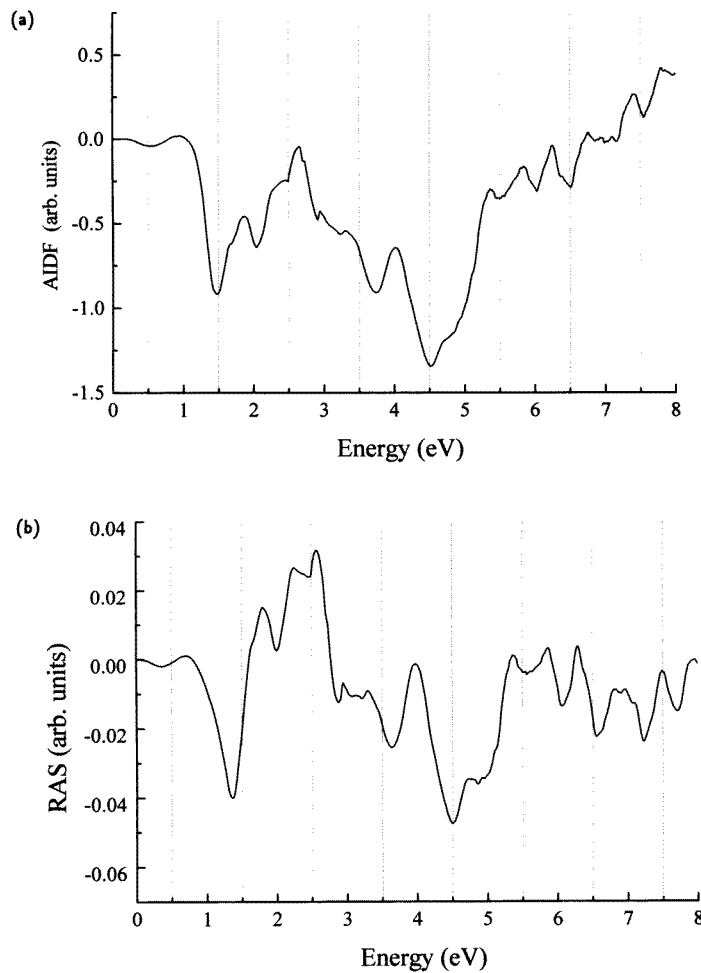 (a)
0.5
0.0
-0.5
-1.0
-1.5
AIDF (arb. units)
0 1 2 3 4 5 6 7 8
Energy (eV)
(b)
0.04
0.02
0.00
-0.02
-0.04
-0.06
RAS (arb. units)
0 1 2 3 4 5 6 7 8
Energy (eV)